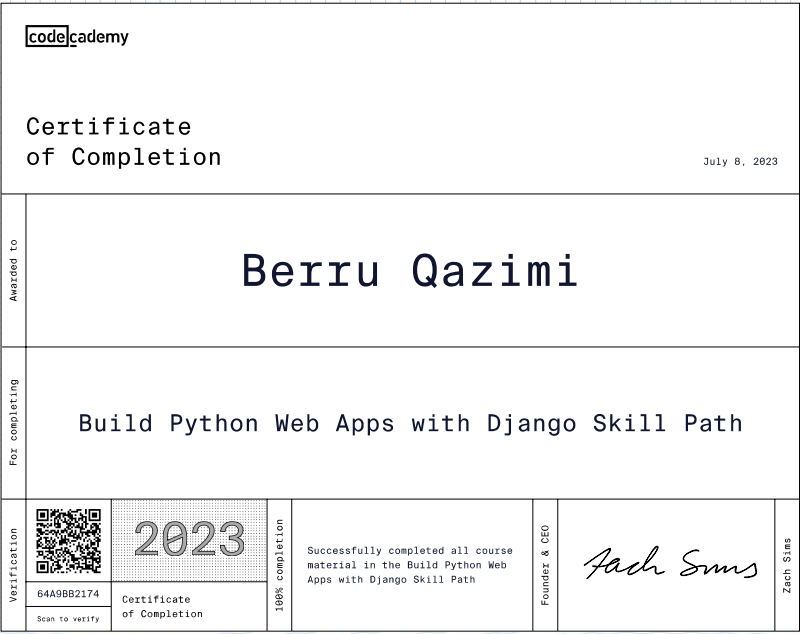 codecademy
Certificate
of Completion
July 8, 2023
Awarded to
Berru Qazimi
For completing
Build Python Web Apps with Django Skill Path
Verification
64A9BB2174
Scan to verify
2023
Certificate
of Completion
100% completion
Successfully completed all course
material in the Build Python Web
Apps with Django Skill Path
Founder & CEO
Zach Sims
Zach Sims